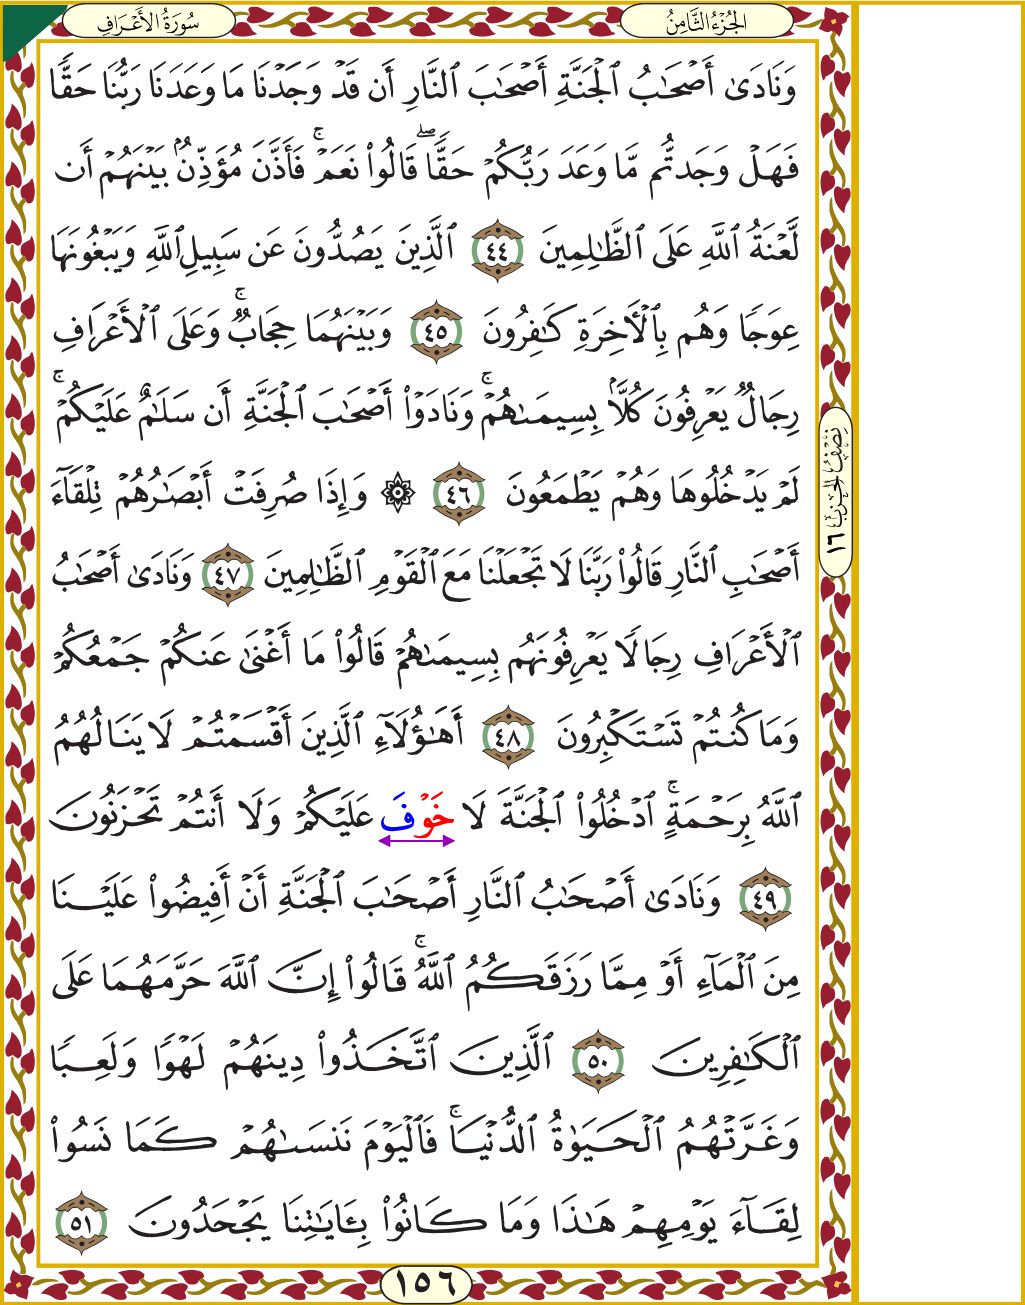 الجُزْءُ الثَّامِنُ
سُورَةُ الأَعْرَافِ
وَنَادَىٰٓ أَصۡحَٰبُ ٱلۡجَنَّةِ أَصۡحَٰبَ ٱلنَّارِ أَن قَدۡ وَجَدۡنَا مَا وَعَدَنَا رَبُّنَا حَقّٗا
فَهَلۡ وَجَدتُّم مَّا وَعَدَ رَبُّكُمۡ حَقّٗاۖ قَالُواْ نَعَمۡۚ فَأَذَّنَ مُؤَذِّنُۢ بَيۡنَهُمۡ أَن
لَّعۡنَةُ ٱللَّهِ عَلَى ٱلظَّٰلِمِينَ ٤٤ ٱلَّذِينَ يَصُدُّونَ عَن سَبِيلِ ٱللَّهِ وَيَبۡغُونَهَا
عِوَجٗا وَهُم بِٱلۡأٓخِرَةِ كَٰفِرُونَ ٤٥ وَبَيۡنَهُمَا حِجَابٞۚ وَعَلَى ٱلۡأَعۡرَافِ
رِجَالٞ يَعۡرِفُونَ كُلَّۢا بِسِيمَىٰهُمۡۚ وَنَادَوۡاْ أَصۡحَٰبَ ٱلۡجَنَّةِ أَن سَلَٰمٌ عَلَيۡكُمۡۚ
لَمۡ يَدۡخُلُوهَا وَهُمۡ يَطۡمَعُونَ ٤٦ ۞ وَإِذَا صُرِفَتۡ أَبۡصَٰرُهُمۡ تِلۡقَآءَ
أَصۡحَٰبِ ٱلنَّارِ قَالُواْ رَبَّنَا لَا تَجۡعَلۡنَا مَعَ ٱلۡقَوۡمِ ٱلظَّٰلِمِينَ ٤٧ وَنَادَىٰٓ أَصۡحَٰبُ
ٱلۡأَعۡرَافِ رِجَالٗا يَعۡرِفُونَهُم بِسِيمَىٰهُمۡ قَالُواْ مَآ أَغۡنَىٰ عَنكُمۡ جَمۡعُكُمۡ
وَمَا كُنتُمۡ تَسۡتَكۡبِرُونَ ٤٨ أَهَٰٓؤُلَآءِ ٱلَّذِينَ أَقۡسَمۡتُمۡ لَا يَنَالُهُمُ
ٱللَّهُ بِرَحۡمَةٍۚ ٱدۡخُلُواْ ٱلۡجَنَّةَ لَا خَوۡفَ عَلَيۡكُمۡ وَلَآ أَنتُمۡ تَحۡزَنُونَ
٤٩ وَنَادَىٰٓ أَصۡحَٰبُ ٱلنَّارِ أَصۡحَٰبَ ٱلۡجَنَّةِ أَنۡ أَفِيضُواْ عَلَيۡنَا
مِنَ ٱلۡمَآءِ أَوۡ مِمَّا رَزَقَكُمُ ٱللَّهُۚ قَالُوٓاْ إِنَّ ٱللَّهَ حَرَّمَهُمَا عَلَى
ٱلۡكَٰفِرِينَ ٥٠ ٱلَّذِينَ ٱتَّخَذُواْ دِينَهُمۡ لَهۡوٗا وَلَعِبٗا
وَغَرَّتۡهُمُ ٱلۡحَيَوٰةُ ٱلدُّنۡيَاۚ فَٱلۡيَوۡمَ نَنسَىٰهُمۡ كَمَا نَسُواْ
لِقَآءَ يَوۡمِهِمۡ هَٰذَا وَمَا كَانُواْ بِـَٔايَٰتِنَا يَجۡحَدُونَ ٥١
نِصْفُ الحِزْبِ ١٦
١٥٦